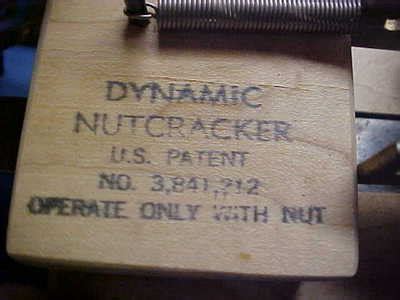 DYNAMIC
NUTCRACKER
U.S. PATENT
NO. 3,841,212
OPERATE ONLY WITH NUT